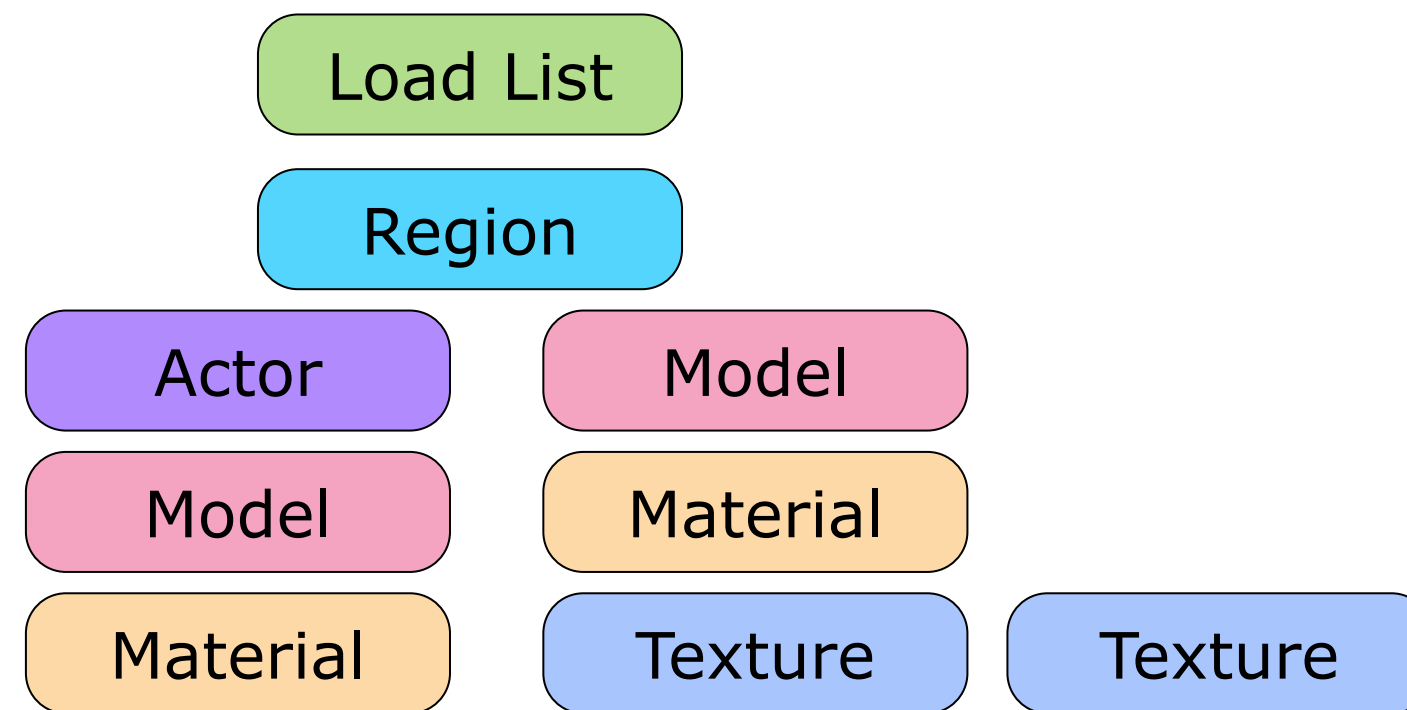 Load List
Region
Actor
Model
Model
Material
Material
Texture
Texture